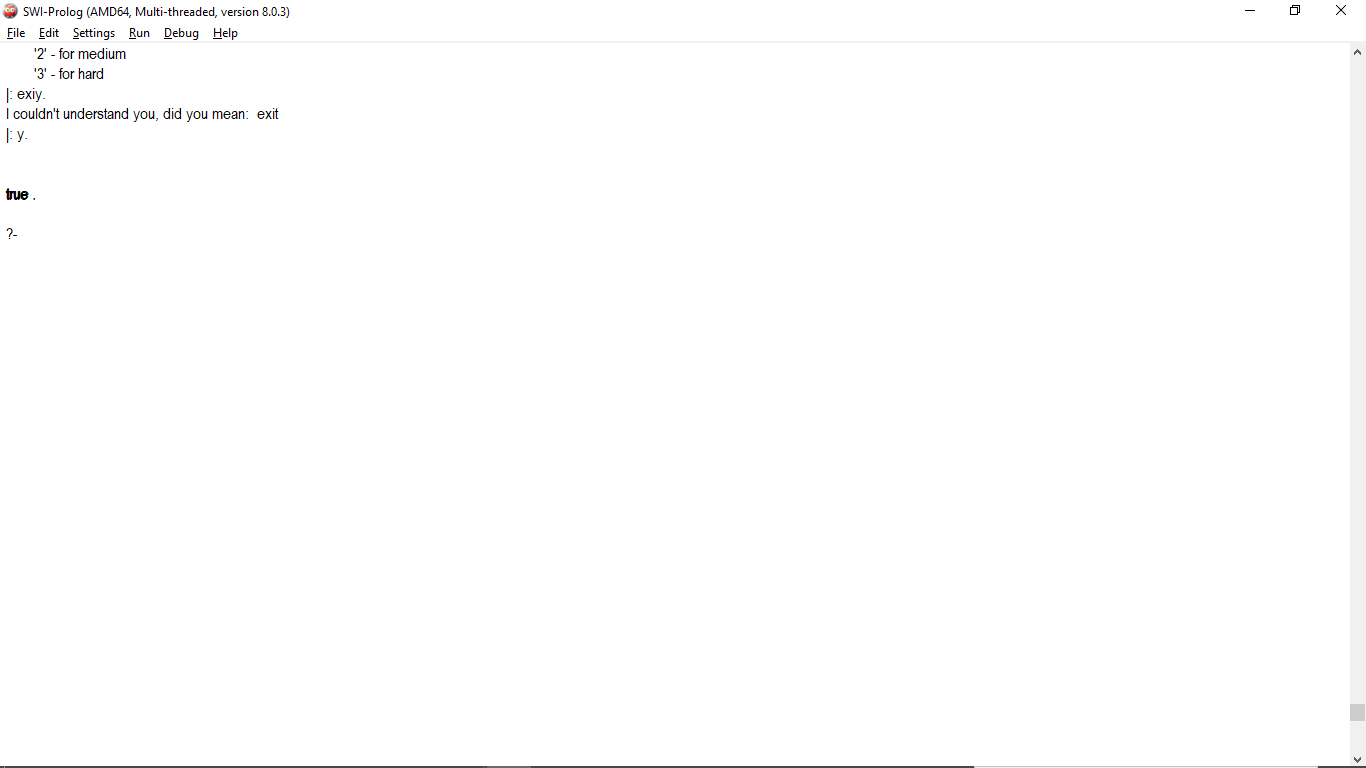 SWI-Prolog (AMD64, Multi-threaded, version 8.0.3)
File Edit Settings Run Debug Help
'2' - for medium
'3' - for hard
|: exiy.
I couldn't understand you, did you mean:  exit
|: y.
true .
?-